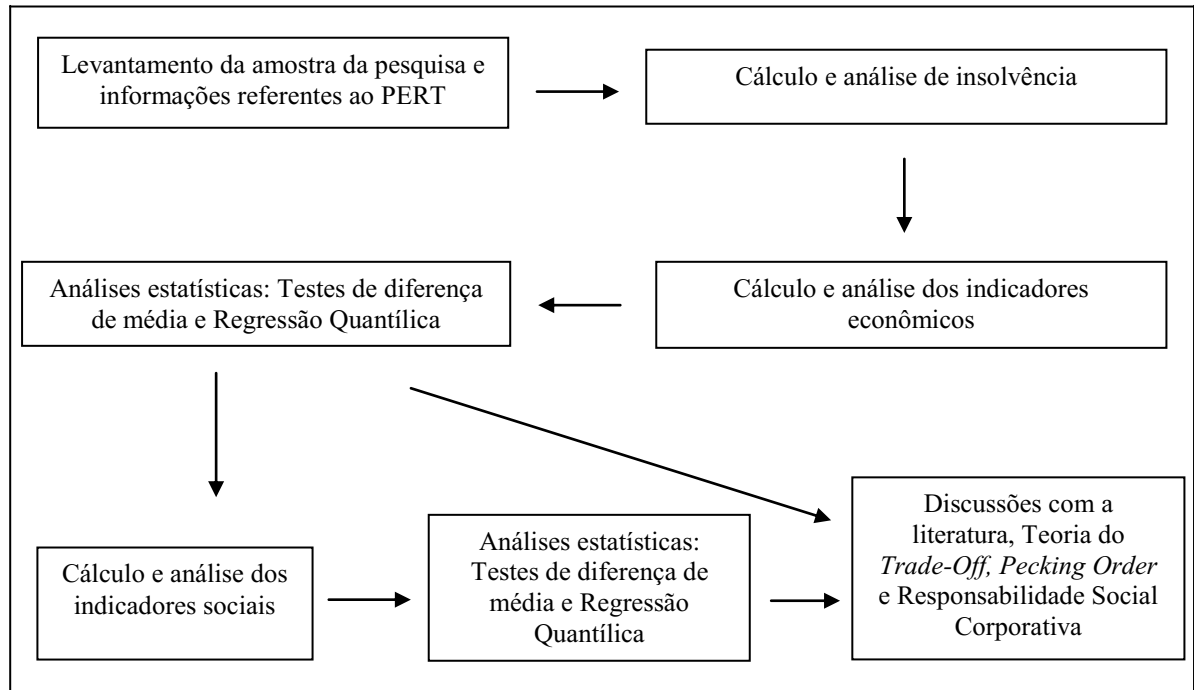 Levantamento da amostra da pesquisa e
informações referentes ao PERT
Cálculo e análise de insolvência
Cálculo e análise dos indicadores
econômicos
Análises estatísticas: Testes de diferença
de média e Regressão Quantílica
Cálculo e análise dos
indicadores sociais
Análises estatísticas:
Testes de diferença de
média e Regressão
Quantílica
Discussões com a
literatura, Teoria do
Trade-Off, Pecking Order
e Responsabilidade Social
Corporativa